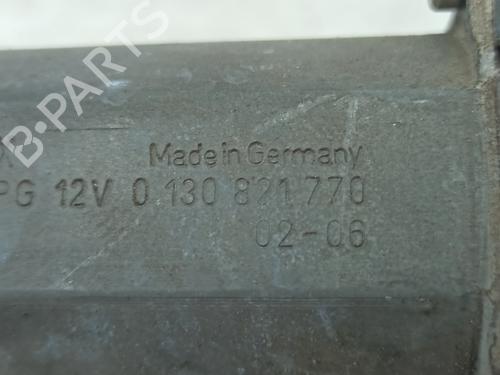 B-PARTS
Made in Germany
PG 12V 0 130 821 770
02-06